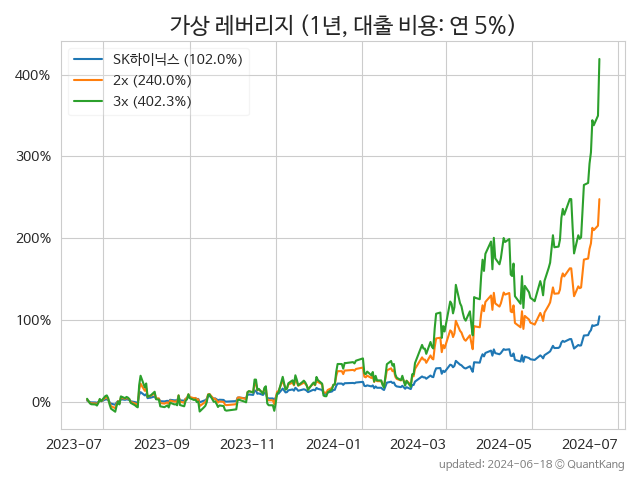 가상 레버리지 (1년, 대출 비용: 연 5%)
SK하이닉스 (102.0%)
2x (240.0%)
3x (402.3%)
400%
300%
200%
100%
0%
2023-07 2023-09 2023-11 2024-01 2024-03 2024-05 2024-07
updated: 2024-06-18 © QuantKang